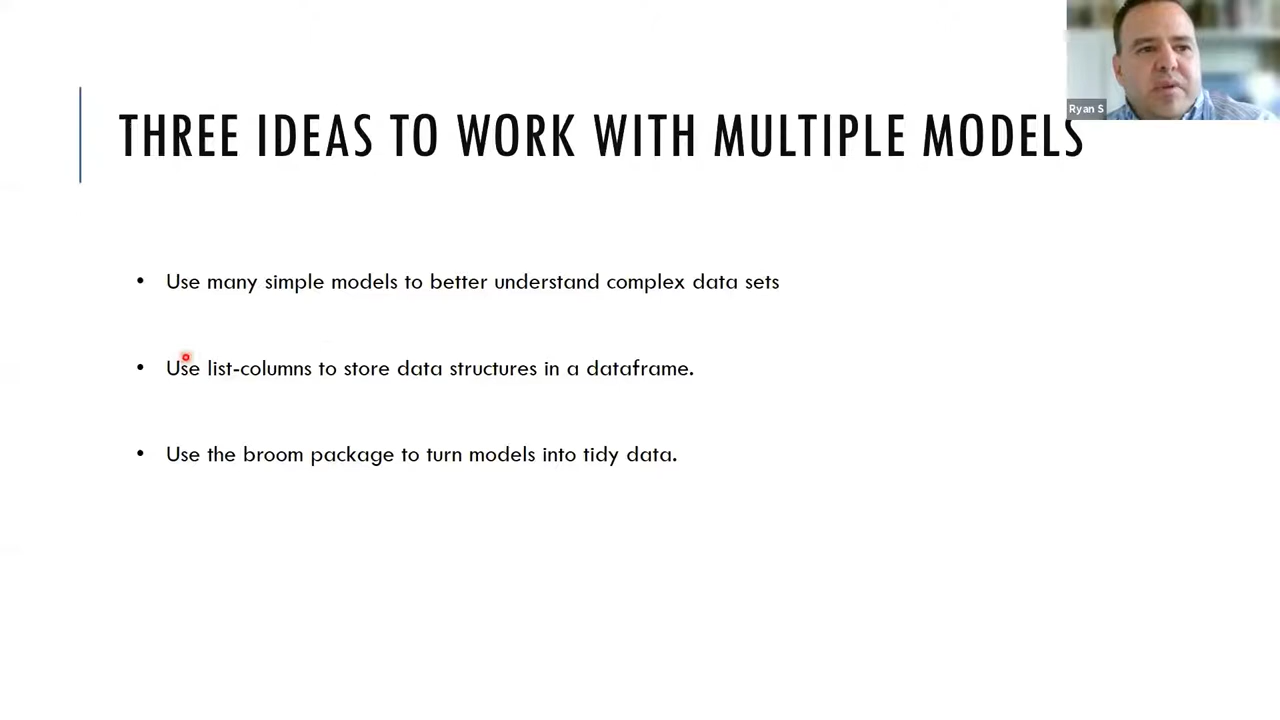 Ryan S
THREE IDEAS TO WORK WITH MULTIPLE MODELS
• Use many simple models to better understand complex data sets
• Use list-columns to store data structures in a dataframe.
• Use the broom package to turn models into tidy data.